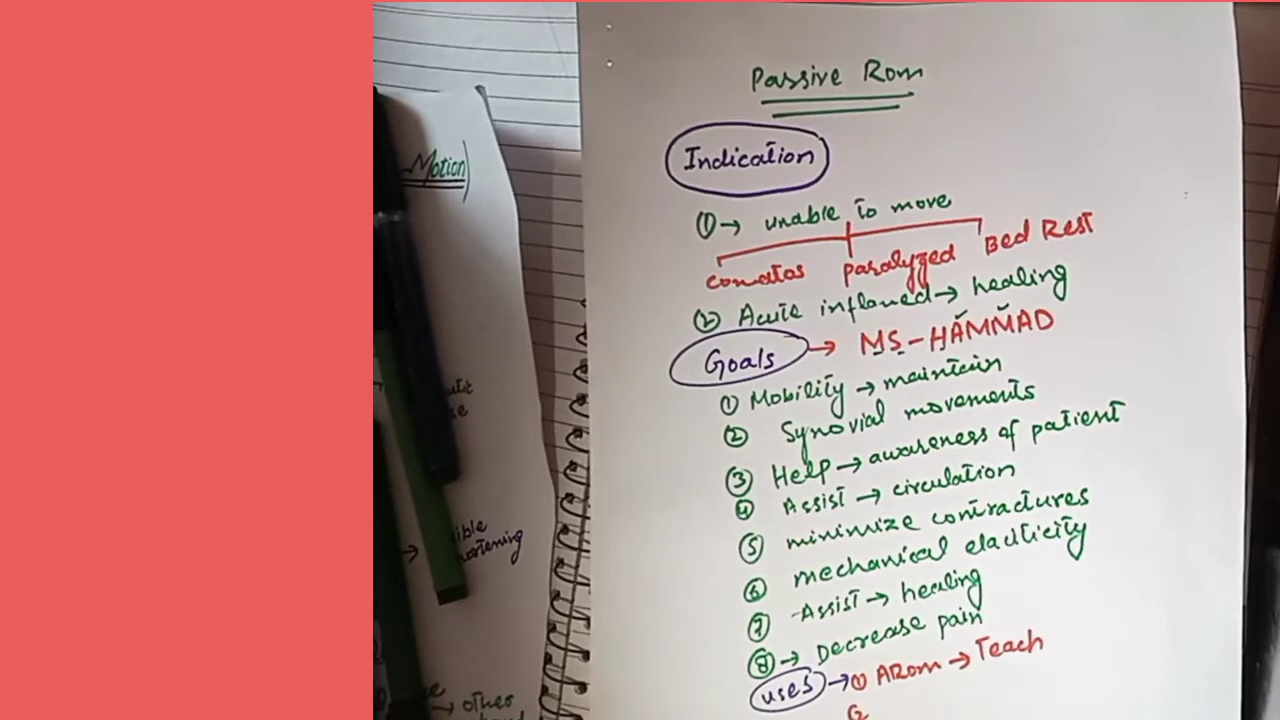 Passive Rom
Indication
① → unable to move
comatos paralyzed Bed Rest
② Acute inflamed → healing
Goals → MS-HAMMAD
① Mobility → maintain
② Synovial movements
③ Help → awareness of patient
④ Assist → circulation
⑤ minimize contractures
⑥ mechanical elasticity
⑦ Assist → healing
⑧ → Decrease pain
uses → ① ARom → Teach
Motion)
→ other